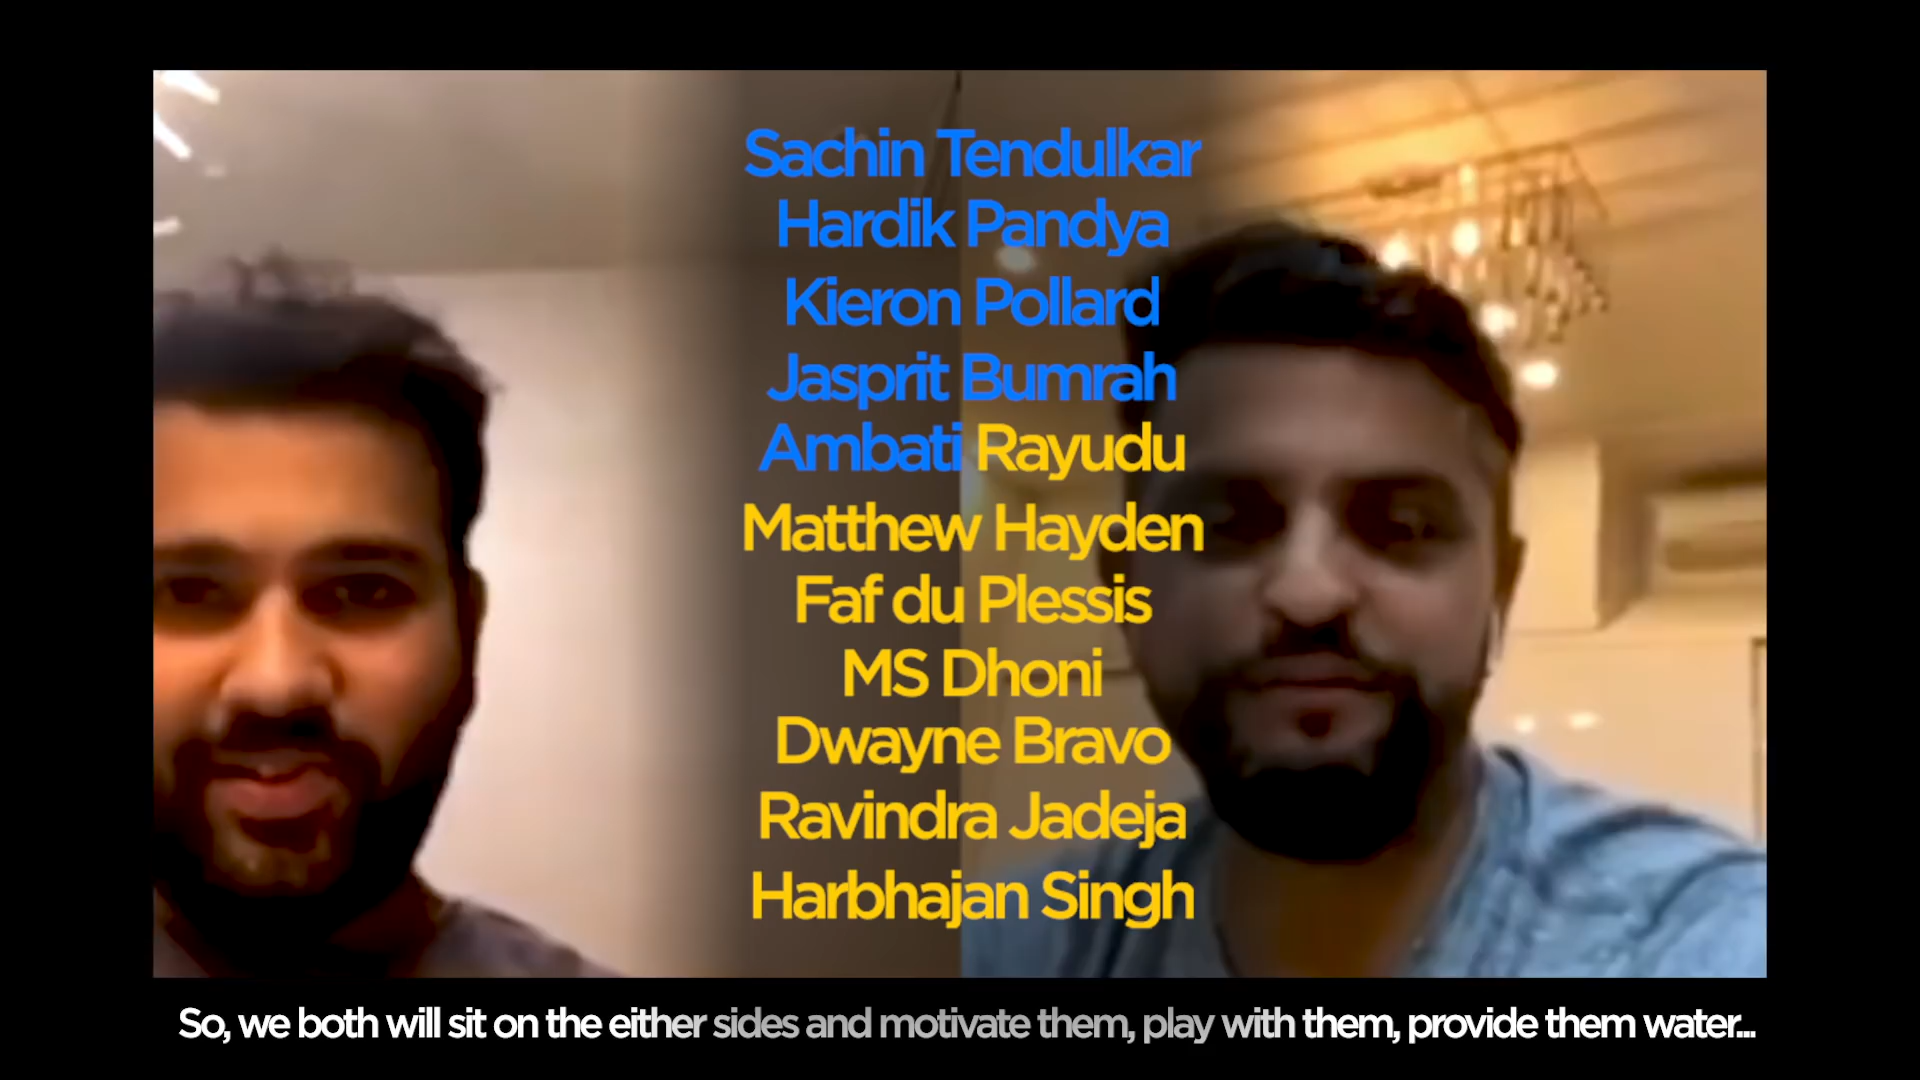 Sachin Tendulkar
Hardik Pandya
Kieron Pollard
Jasprit Bumrah
Ambati Rayudu
Matthew Hayden
Faf du Plessis
MS Dhoni
Dwayne Bravo
Ravindra Jadeja
Harbhajan Singh
So, we both will sit on the either sides and motivate them, play with them, provide them water...